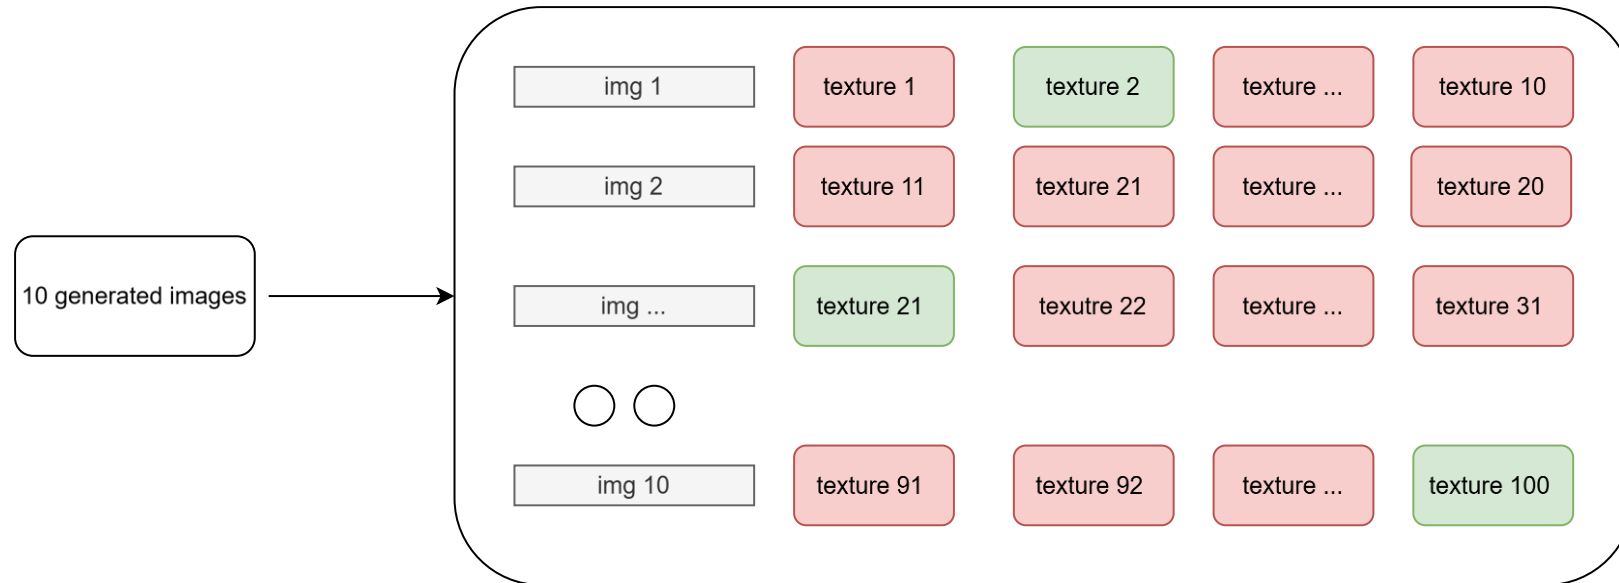 10 generated images
img 1
texture 1
texture 2
texture ...
texture 10
img 2
texture 11
texture 21
texture ...
texture 20
img ...
texture 21
texutre 22
texture ...
texture 31
img 10
texture 91
texture 92
texture ...
texture 100